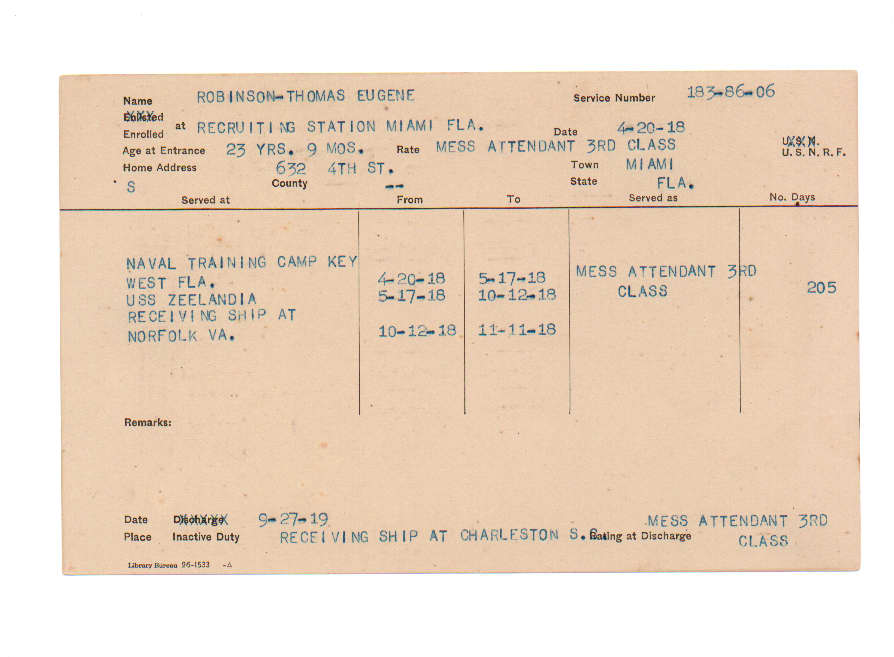 Name ROBINSON-THOMAS EUGENE Service Number 183-86-06
Enlisted
Enrolled at RECRUITING STATION MIAMI FLA. Date 4-20-18
Age at Entrance 23 YRS. 9 MOS. Rate MESS ATTENDANT 3RD CLASS U.S.N.
U.S.N.R.F.
Home Address 632 4TH ST. Town MIAMI
S County -- State FLA.
Served at From To Served as No. Days
NAVAL TRAINING CAMP KEY
WEST FLA. 4-20-18 5-17-18 MESS ATTENDANT 3RD
USS ZEELANDIA 5-17-18 10-12-18 CLASS 205
RECEIVING SHIP AT
NORFOLK VA. 10-12-18 11-11-18
Remarks:
Date Discharge 9-27-19 MESS ATTENDANT 3RD
Place Inactive Duty RECEIVING SHIP AT CHARLESTON S.C. Rating at Discharge CLASS
Library Bureau 96-1533 -A